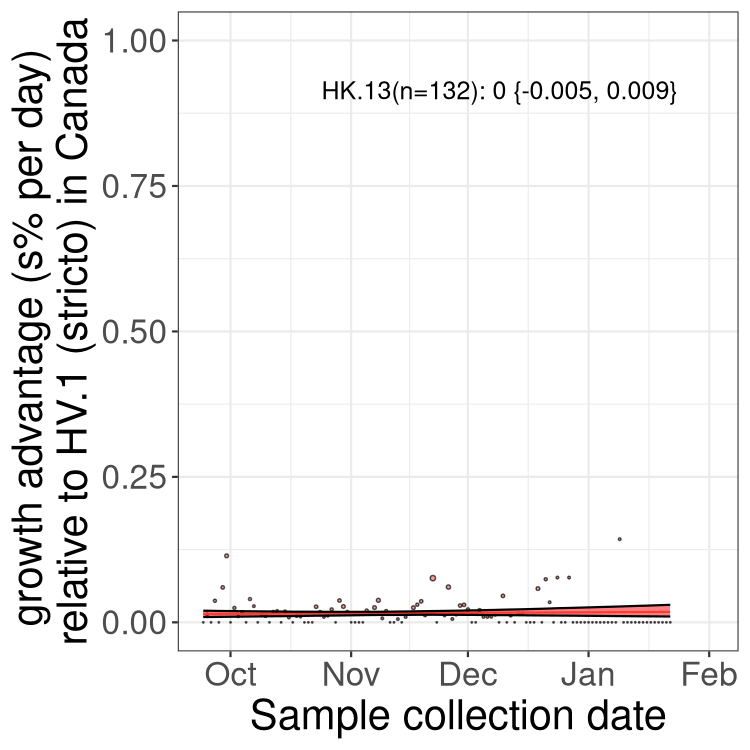 growth advantage (s% per day)
relative to HV.1 (stricto) in Canada
1.00
0.75
0.50
0.25
0.00
HK.13(n=132): 0 {-0.005, 0.009}
Oct Nov Dec Jan Feb
Sample collection date